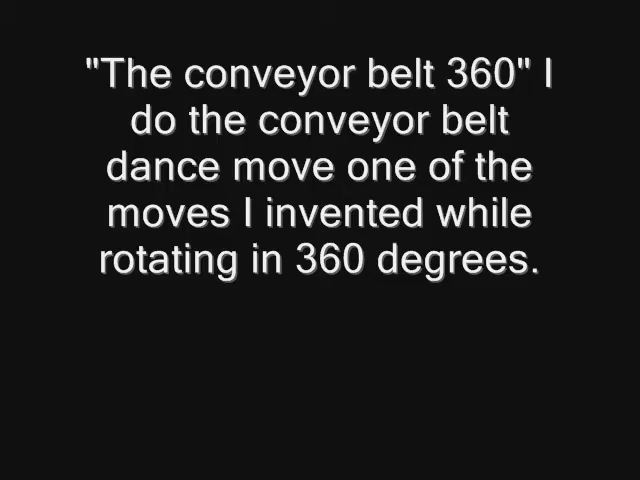 "The conveyor belt 360" I
do the conveyor belt
dance move one of the
moves I invented while
rotating in 360 degrees.